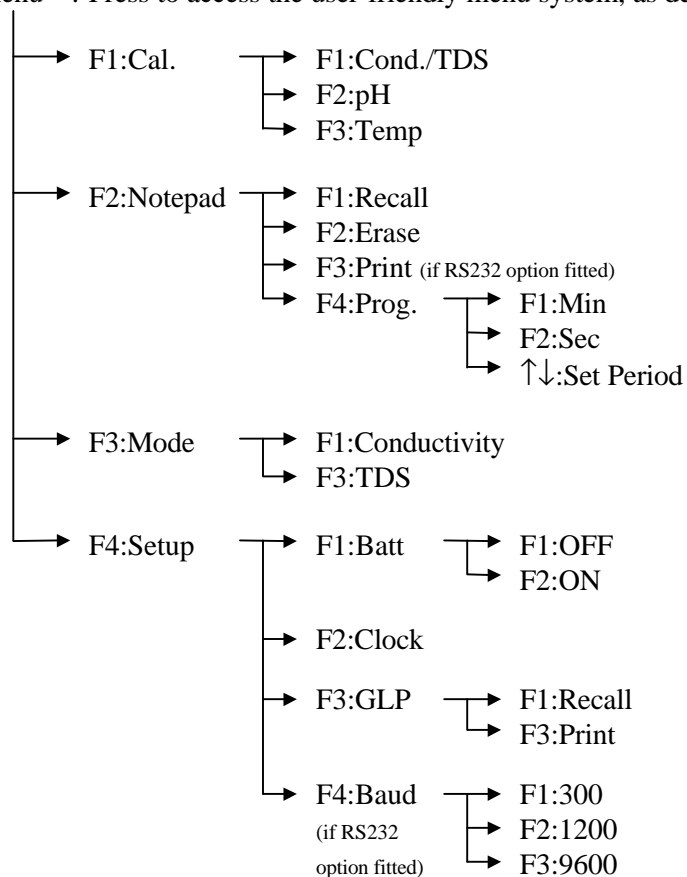 : Press to access the user-friendly menu system, as
F1:Cal. F1:Cond./TDS
F2:pH
F3:Temp
F2:Notepad F1:Recall
F2:Erase
F3:Print (if RS232 option fitted)
F4:Prog. F1:Min
F2:Sec
↑↓:Set Period
F3:Mode F1:Conductivity
F3:TDS
F4:Setup F1:Batt F1:OFF
F2:ON
F2:Clock
F3:GLP F1:Recall
F3:Print
F4:Baud F1:300
(if RS232 F2:1200
option fitted) F3:9600